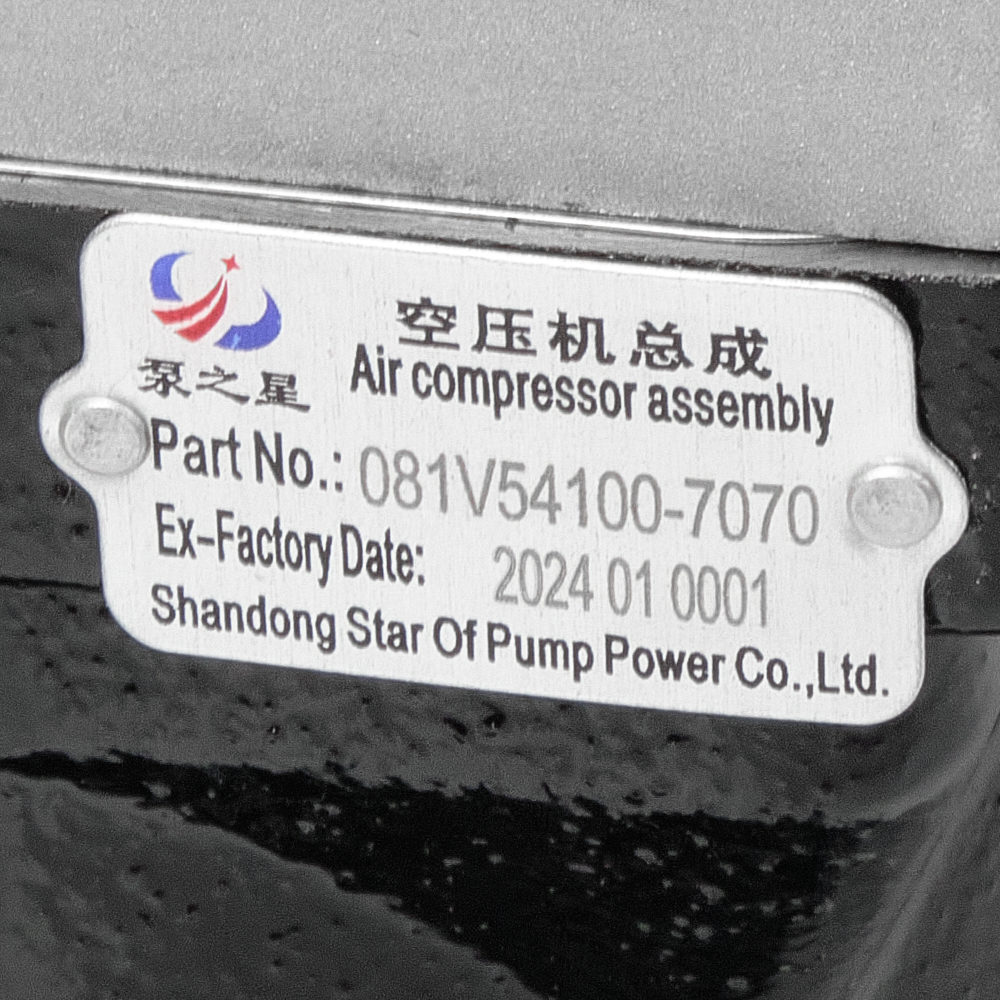 空压机总成
泵之星
Air compressor assembly
Part No.: 081V54100-7070
Ex-Factory Date: 2024 01 0001
Shandong Star Of Pump Power Co.,Ltd.